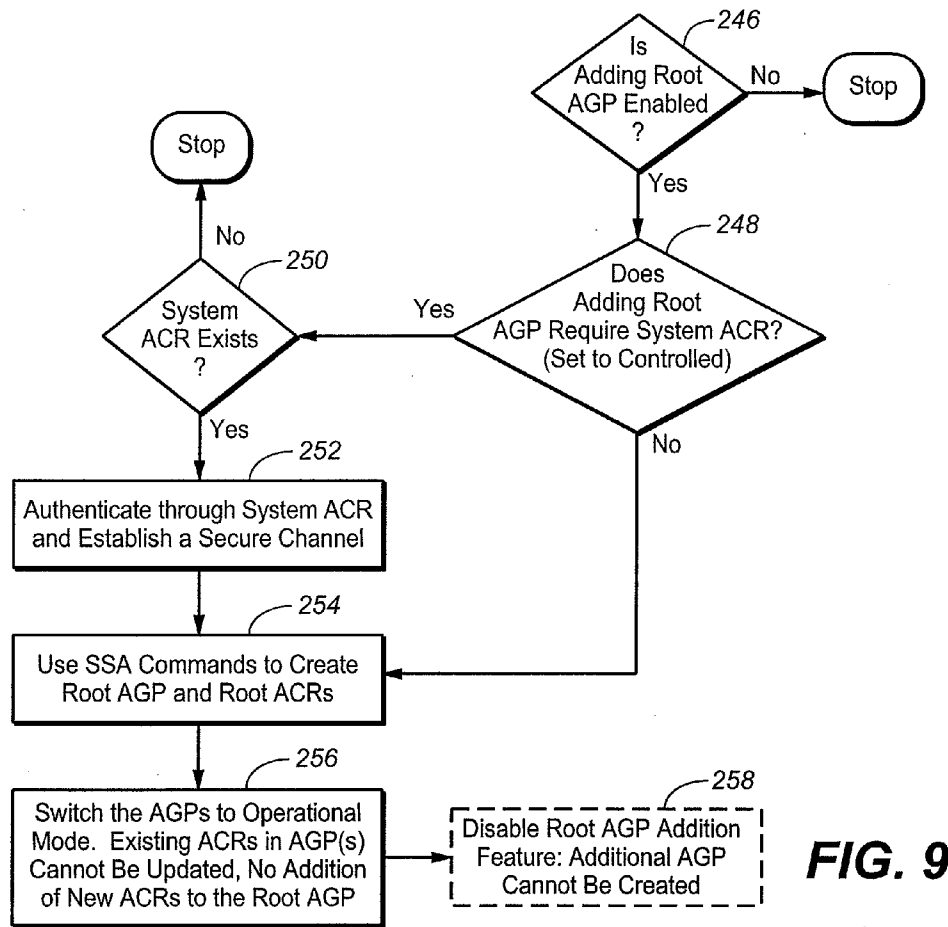 246
Is
Adding Root
AGP Enabled
?
No
Stop
Yes
248
Does
Adding Root
AGP Require System ACR?
(Set to Controlled)
Yes
No
Stop
No
250
System
ACR Exists
?
Yes
252
Authenticate through System ACR
and Establish a Secure Channel
254
Use SSA Commands to Create
Root AGP and Root ACRs
256
Switch the AGPs to Operational
Mode. Existing ACRs in AGP(s)
Cannot Be Updated, No Addition
of New ACRs to the Root AGP
258
Disable Root AGP Addition
Feature: Additional AGP
Cannot Be Created
FIG. 9